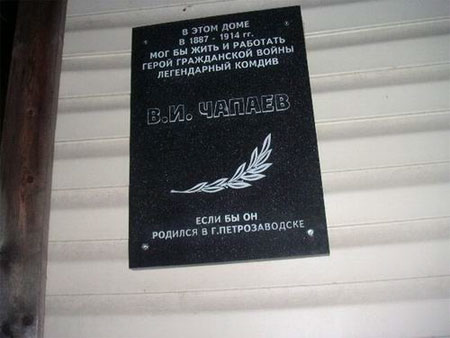 В ЭТОМ ДОМЕ
В 1887 - 1914 гг.
МОГ БЫ ЖИТЬ И РАБОТАТЬ
ГЕРОЙ ГРАЖДАНСКОЙ ВОЙНЫ
ЛЕГЕНДАРНЫЙ КОМДИВ
В.И. ЧАПАЕВ
ЕСЛИ БЫ ОН
РОДИЛСЯ В Г.ПЕТРОЗАВОДСКЕ